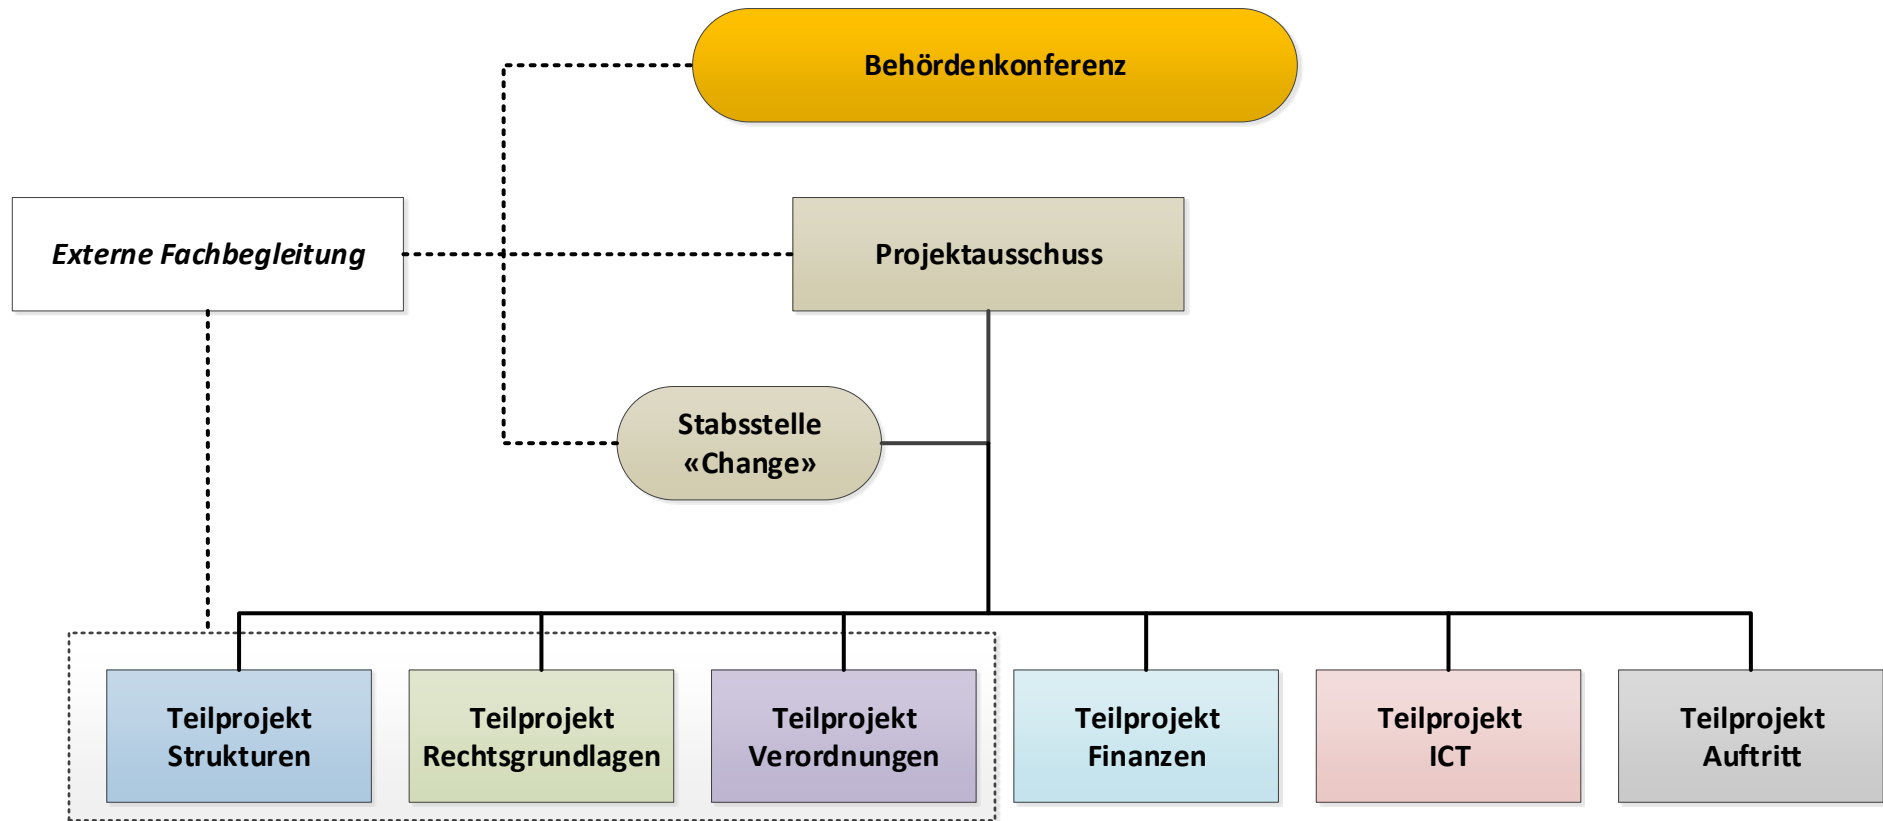 Behördenkonferenz
Externe Fachbegleitung
Projektausschuss
Stabsstelle
«Change»
Teilprojekt
Strukturen
Teilprojekt
Rechtsgrundlagen
Teilprojekt
Verordnungen
Teilprojekt
Finanzen
Teilprojekt
ICT
Teilprojekt
Auftritt